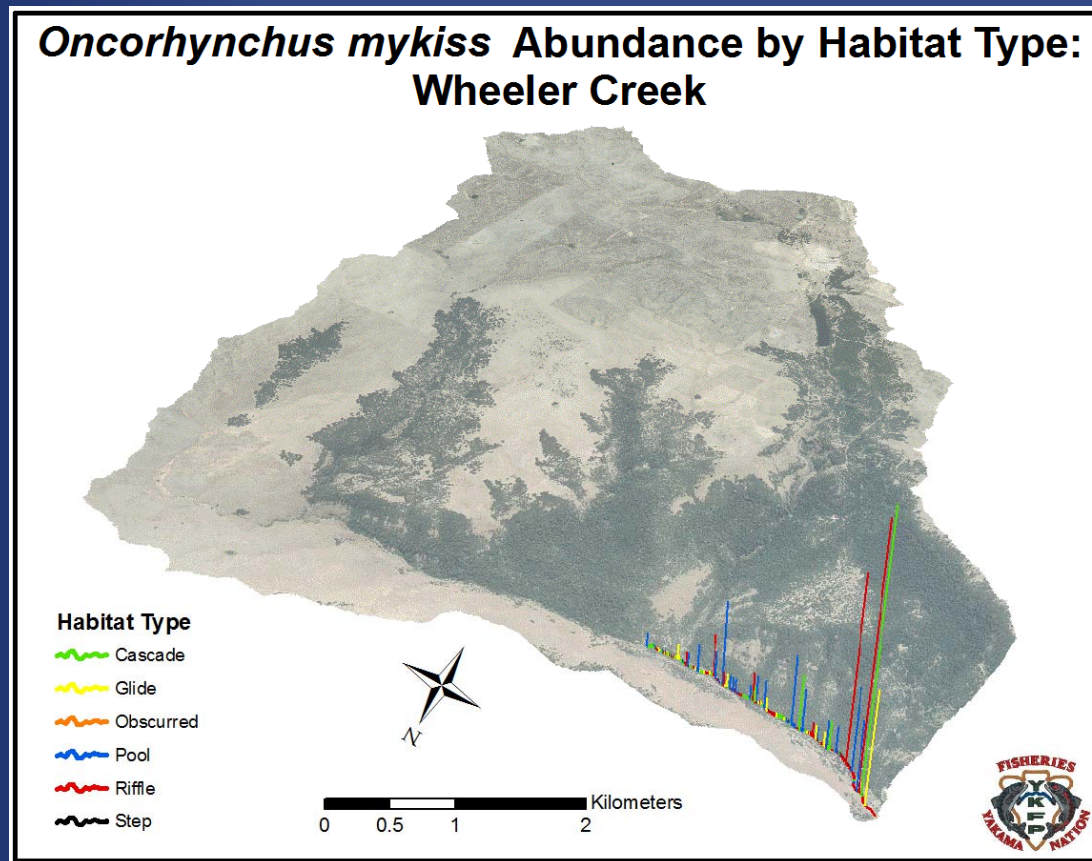 Oncorhynchus mykiss Abundance by Habitat Type:
Wheeler Creek
Habitat Type
Cascade
Glide
Obscurred
Pool
Riffle
Step
N
Kilometers
0 0.5 1 2
FISHERIES
YKFP
YAKAMA NATION